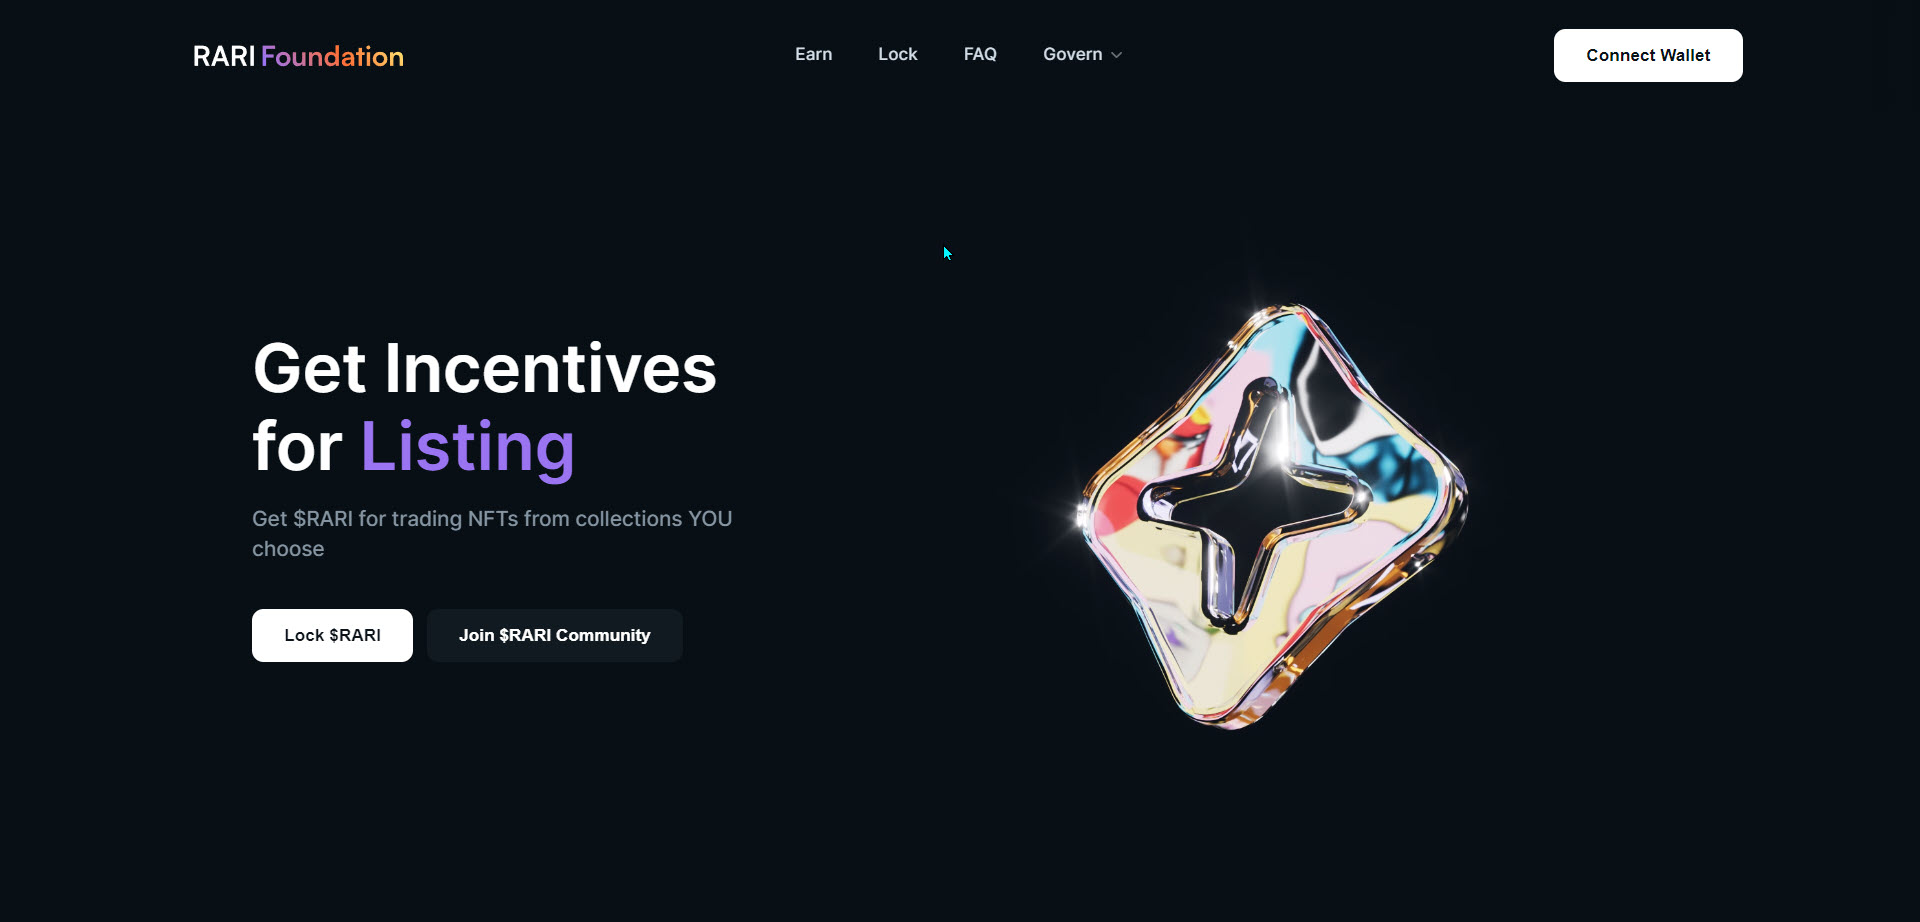 RARI Foundation
Earn
Lock
FAQ
Govern
Connect Wallet
Get Incentives
for Listing
Get $RARI for trading NFTs from collections YOU
choose
Lock $RARI
Join $RARI Community